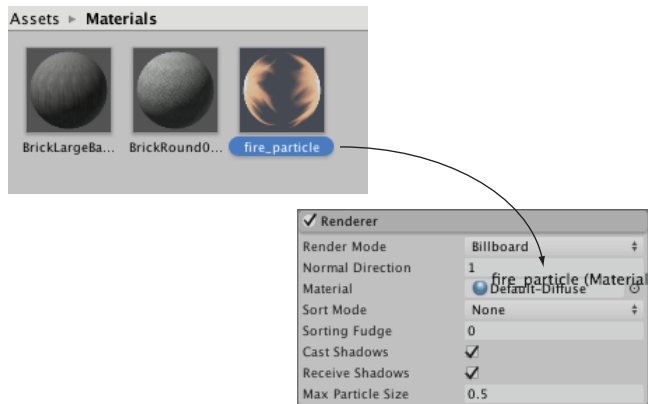 Assets ▸ Materials
BrickLargeBa... BrickRound0... fire_particle
Renderer
Render Mode Billboard
Normal Direction 1
fire_particle (Material
Material Default-Diffuse
Sort Mode None
Sorting Fudge 0
Cast Shadows
Receive Shadows
Max Particle Size 0.5